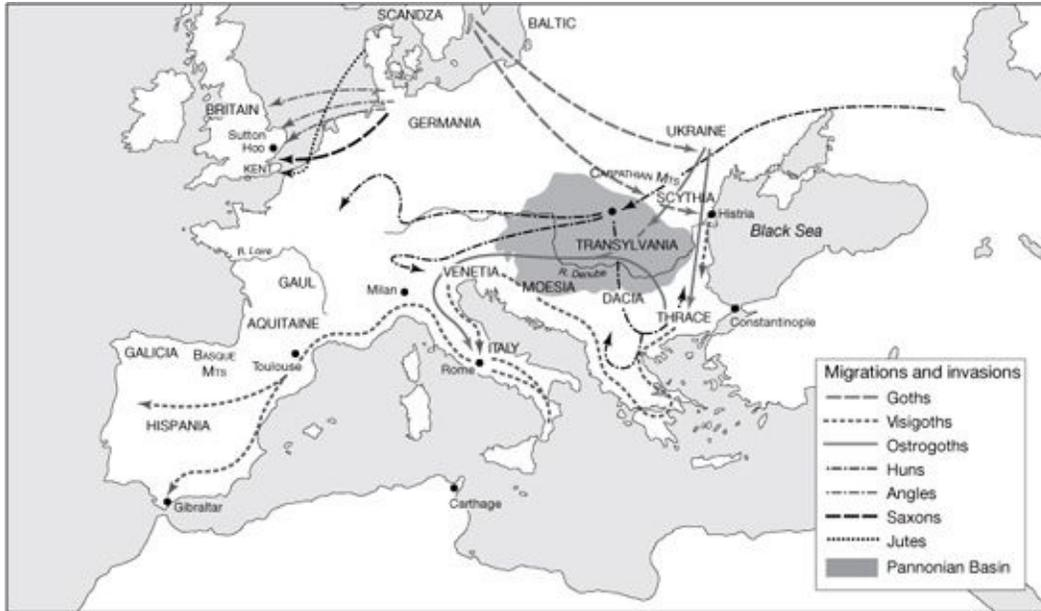 SCANDZA
BALTIC
BRITAIN
Sutton
Hoo
KENT
GERMANIA
UKRAINE
CARPATHIAN MTS
SCYTHIA
Histria
Black Sea
TRANSYLVANIA
R. Loire
GAUL
VENETIA
R. Danube
MOESIA
Milan
DACIA
THRACE
Constantinople
AQUITAINE
ITALY
GALICIA
BASQUE
MTS
Toulouse
Rome
HISPANIA
Gibraltar
Carthage
Migrations and invasions
Goths
Visigoths
Ostrogoths
Huns
Angles
Saxons
Jutes
Pannonian Basin